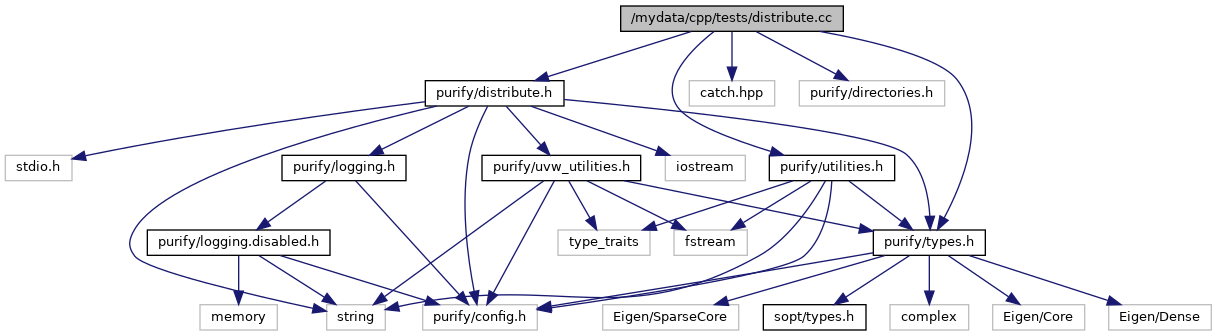 /mydata/cpp/tests/distribute.cc
purify/distribute.h
catch.hpp
purify/directories.h
stdio.h
purify/logging.h
purify/uvw_utilities.h
iostream
purify/utilities.h
purify/logging.disabled.h
type_traits
fstream
purify/types.h
memory
string
purify/config.h
Eigen/SparseCore
sopt/types.h
complex
Eigen/Core
Eigen/Dense